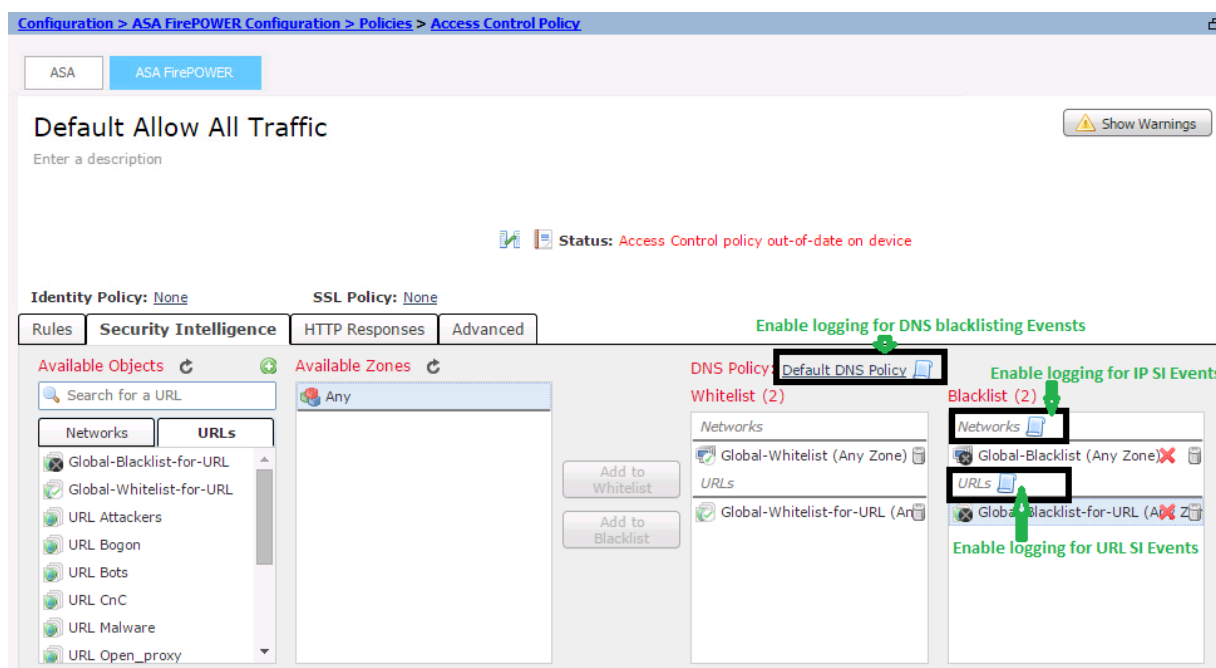 Configuration > ASA FirePOWER Configuration > Policies > Access Control Policy
ASA
ASA FirePOWER
Default Allow All Traffic
Show Warnings
Enter a description
Status: Access Control policy out-of-date on device
Identity Policy: None
SSL Policy: None
Rules
Security Intelligence
HTTP Responses
Advanced
Enable logging for DNS blacklisting Evensts
Available Objects
Search for a URL
Networks
URLs
Global-Blacklist-for-URL
Global-Whitelist-for-URL
URL Attackers
URL Bogon
URL Bots
URL CnC
URL Malware
URL Open_proxy
Available Zones
Any
Add to
Whitelist
Add to
Blacklist
DNS Policy: Default DNS Policy
Enable logging for IP SI Events
Whitelist (2)
Networks
Global-Whitelist (Any Zone)
URLs
Global-Whitelist-for-URL (An
Blacklist (2)
Networks
Global-Blacklist (Any Zone)
URLs
Global-Blacklist-for-URL (A Z
Enable logging for URL SI Events